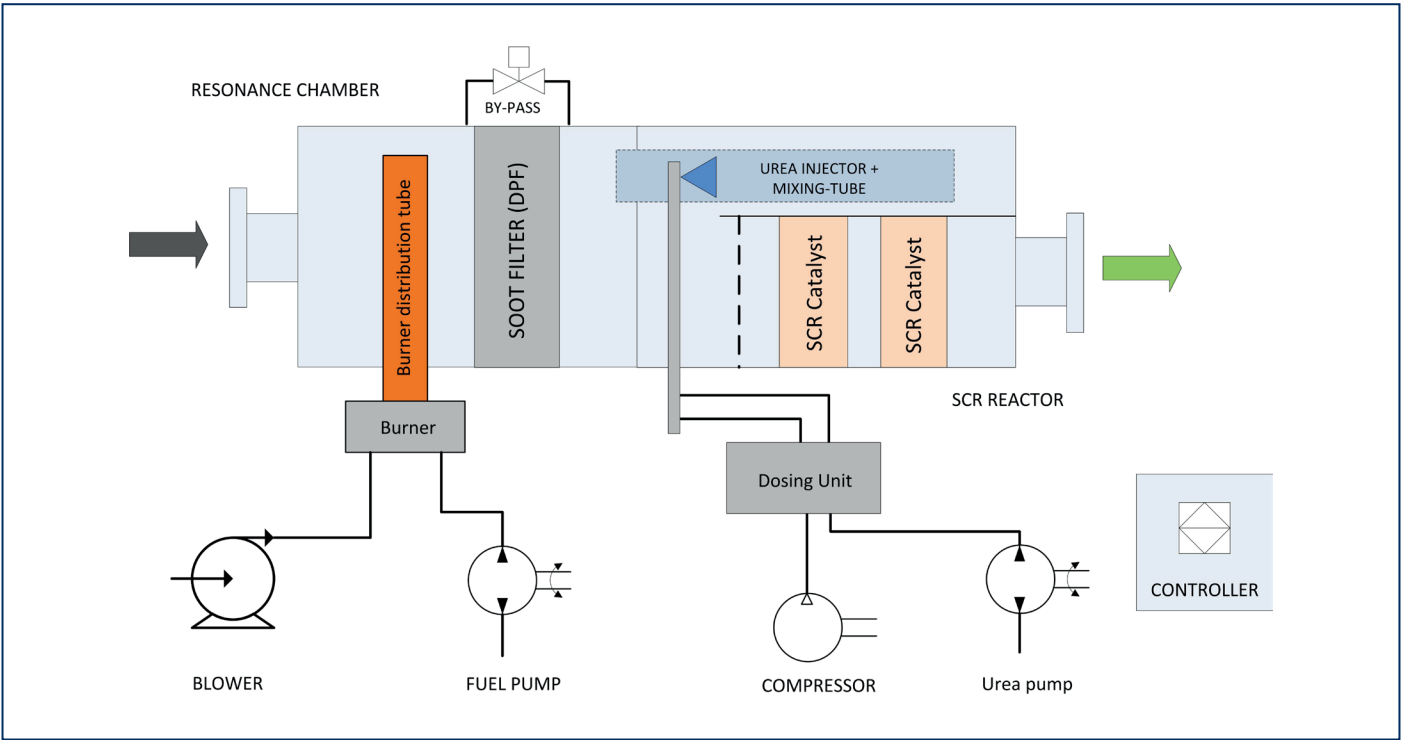 RESONANCE CHAMBER
BY-PASS
Burner distribution tube
SOOT FILTER (DPF)
UREA INJECTOR +
MIXING-TUBE
SCR Catalyst
SCR Catalyst
SCR REACTOR
Burner
Dosing Unit
CONTROLLER
BLOWER
FUEL PUMP
COMPRESSOR
Urea pump